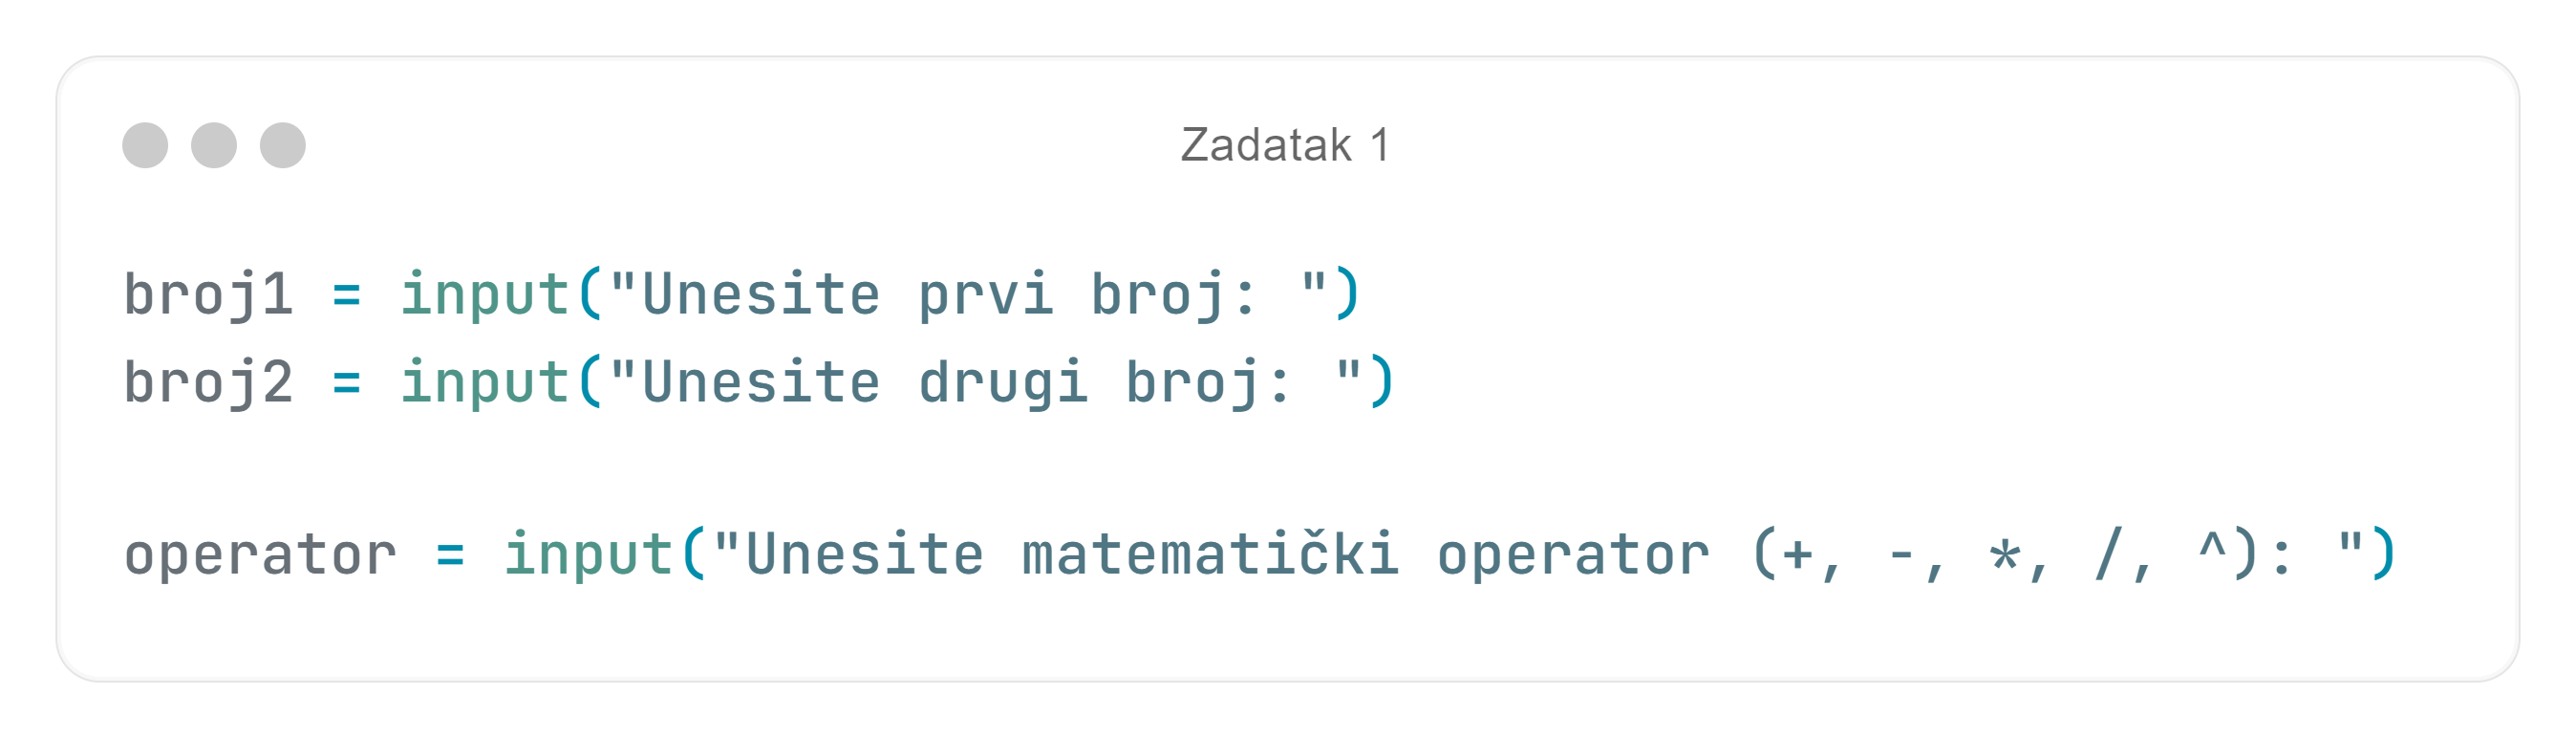 Zadatak 1
broj1 = input("Unesite prvi broj: ")
broj2 = input("Unesite drugi broj: ")
operator = input("Unesite matematički operator (+, -, *, /, ^): ")